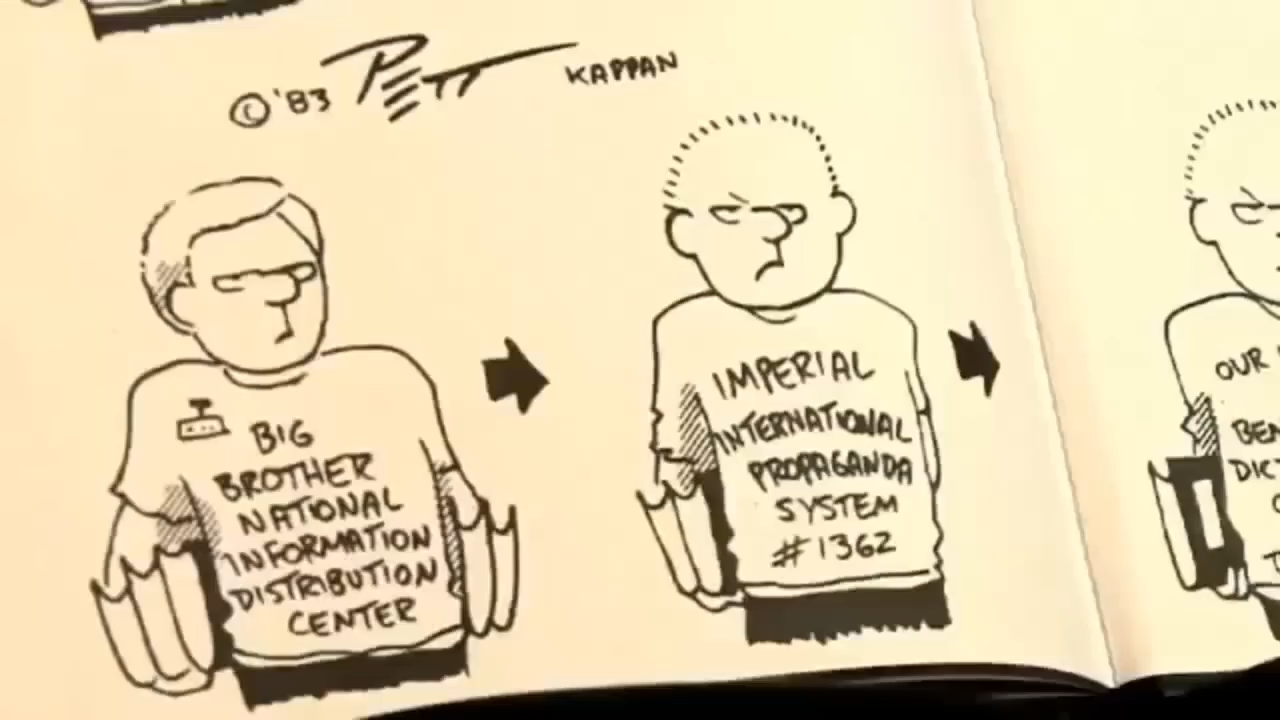 © '83 PETT KAPPAN
BIG
BROTHER
NATIONAL
INFORMATION
DISTRIBUTION
CENTER
IMPERIAL
INTERNATIONAL
PROPAGANDA
SYSTEM
#1362
OUR